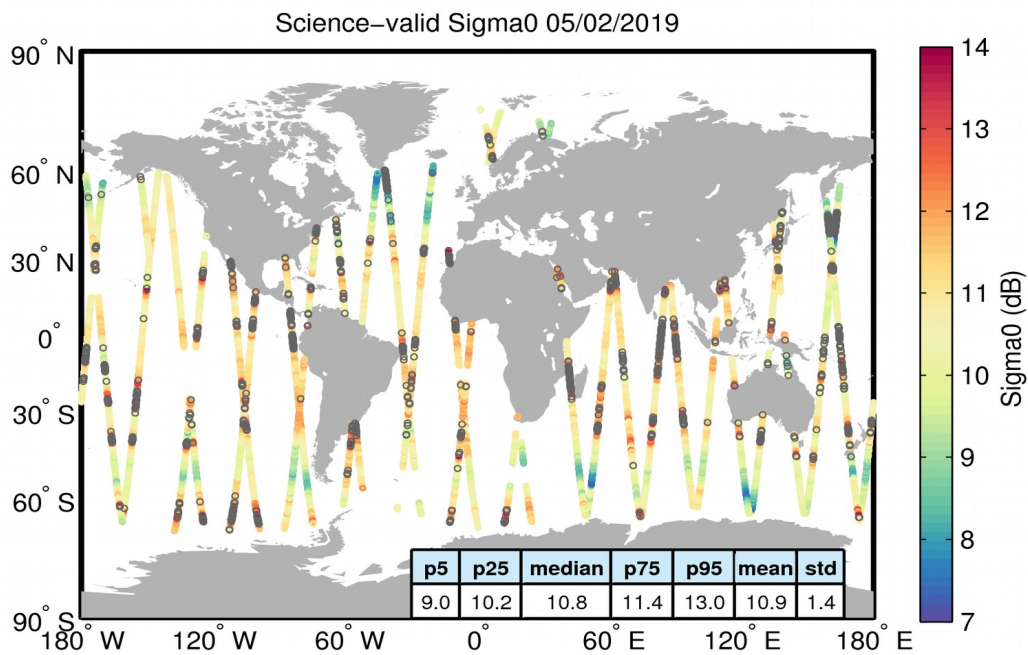 Science−valid Sigma0 05/02/2019
90° N
60° N
30° N
0°
30° S
60° S
90° S
180° W
120° W
60° W
0°
60° E
120° E
180° E
14
13
12
11
10
9
8
7
Sigma0 (dB)
p5 p25 median p75 p95 mean std
9.0 10.2 10.8 11.4 13.0 10.9 1.4